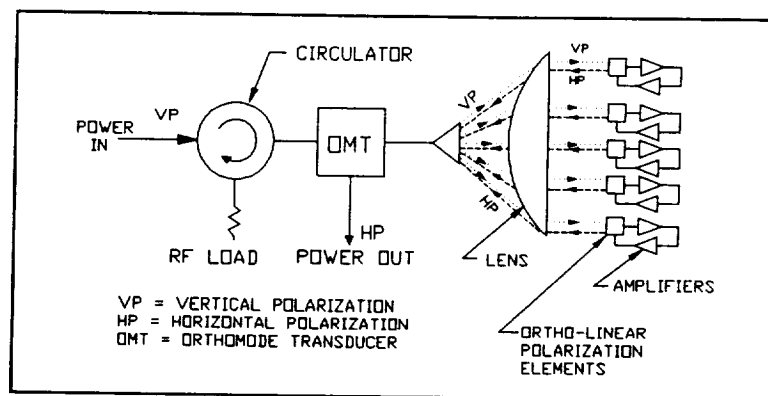 CIRCULATOR
VP
POWER IN
OMT
RF LOAD
HP
POWER OUT
VP
HP
VP
HP
LENS
AMPLIFIERS
ORTHO-LINEAR
POLARIZATION
ELEMENTS
VP = VERTICAL POLARIZATION
HP = HORIZONTAL POLARIZATION
OMT = ORTHOMODE TRANSDUCER